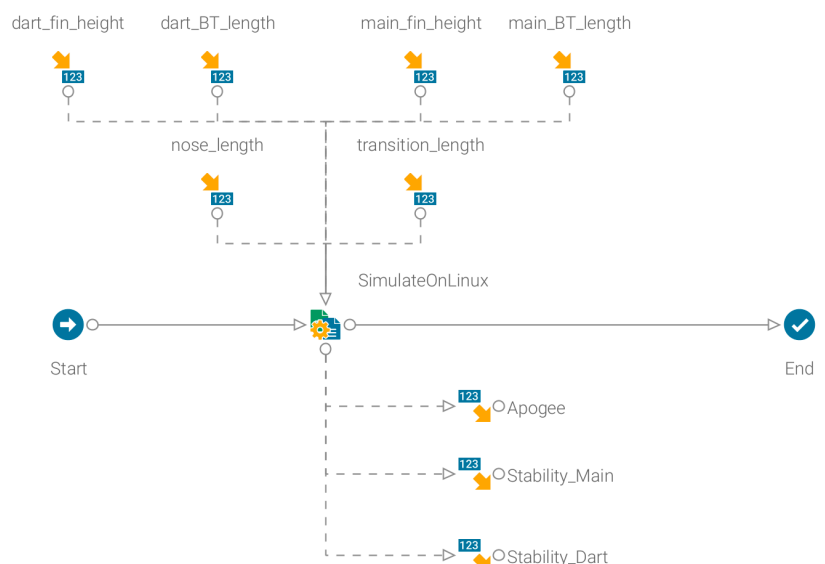 dart_fin_height dart_BT_length main_fin_height main_BT_length
123 123 123 123
nose_length transition_length
123 123
SimulateOnLinux
Start End
123
Apogee
123
Stability_Main
123
Stability_Dart